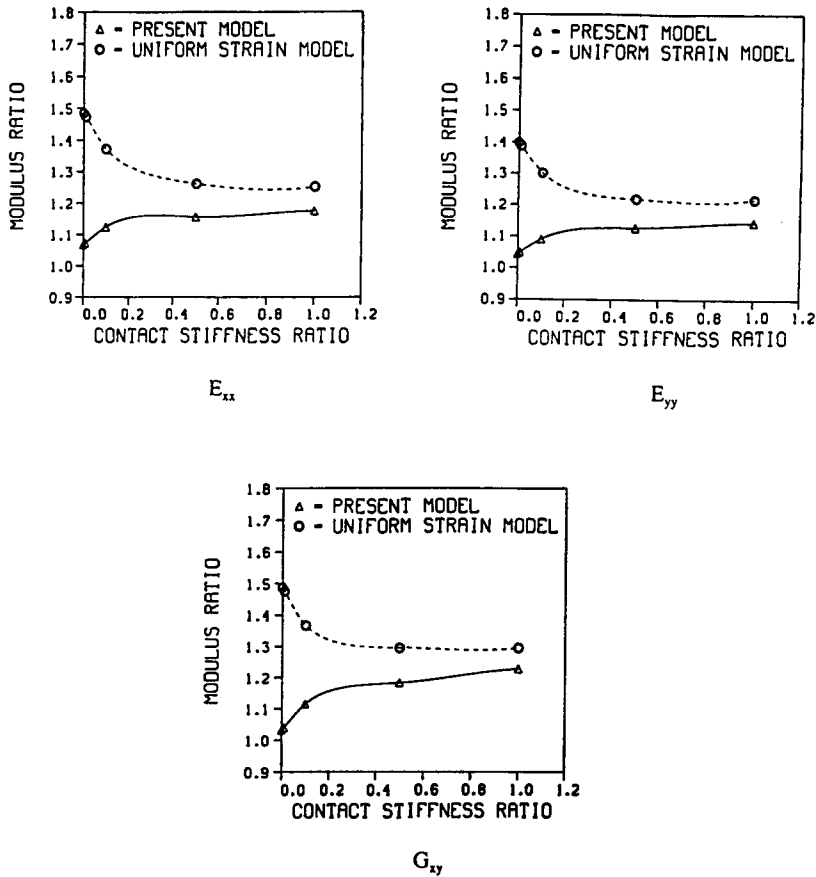 1.8
1.7
1.6
1.5
1.4
1.3
1.2
1.1
1.0
0.9
MODULUS RATIO
△ - PRESENT MODEL
⊙ - UNIFORM STRAIN MODEL
0.0 0.2 0.4 0.6 0.8 1.0 1.2
CONTACT STIFFNESS RATIO
E_xx
1.8
1.7
1.6
1.5
1.4
1.3
1.2
1.1
1.0
0.9
MODULUS RATIO
△ - PRESENT MODEL
⊙ - UNIFORM STRAIN MODEL
0.0 0.2 0.4 0.6 0.8 1.0 1.2
CONTACT STIFFNESS RATIO
E_yy
1.8
1.7
1.6
1.5
1.4
1.3
1.2
1.1
1.0
0.9
MODULUS RATIO
△ - PRESENT MODEL
⊙ - UNIFORM STRAIN MODEL
0.0 0.2 0.4 0.6 0.8 1.0 1.2
CONTACT STIFFNESS RATIO
G_xy